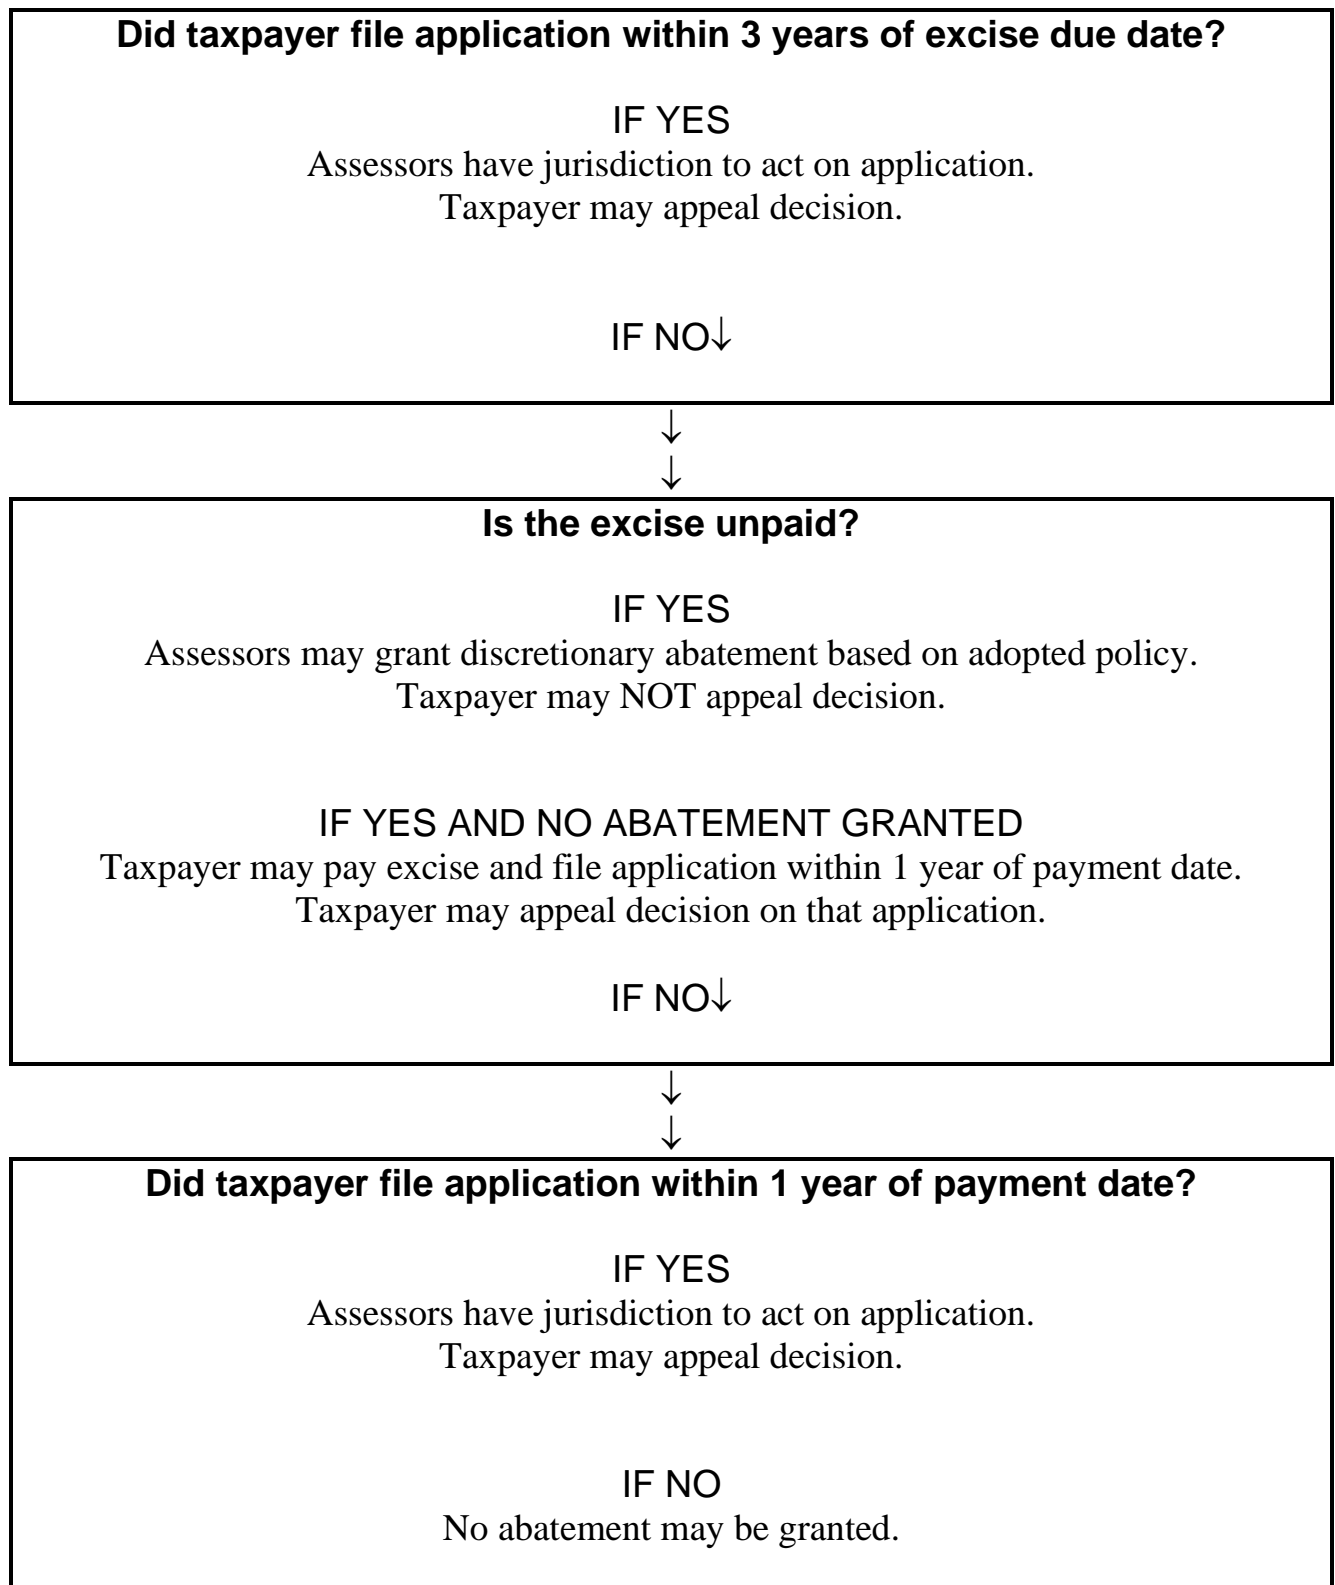 Did taxpayer file application within 3 years of excise due date?
IF YES
Assessors have jurisdiction to act on application.
Taxpayer may appeal decision.
IF NO↓
↓
↓
Is the excise unpaid?
IF YES
Assessors may grant discretionary abatement based on adopted policy.
Taxpayer may NOT appeal decision.
IF YES AND NO ABATEMENT GRANTED
Taxpayer may pay excise and file application within 1 year of payment date.
Taxpayer may appeal decision on that application.
IF NO↓
↓
↓
Did taxpayer file application within 1 year of payment date?
IF YES
Assessors have jurisdiction to act on application.
Taxpayer may appeal decision.
IF NO
No abatement may be granted.